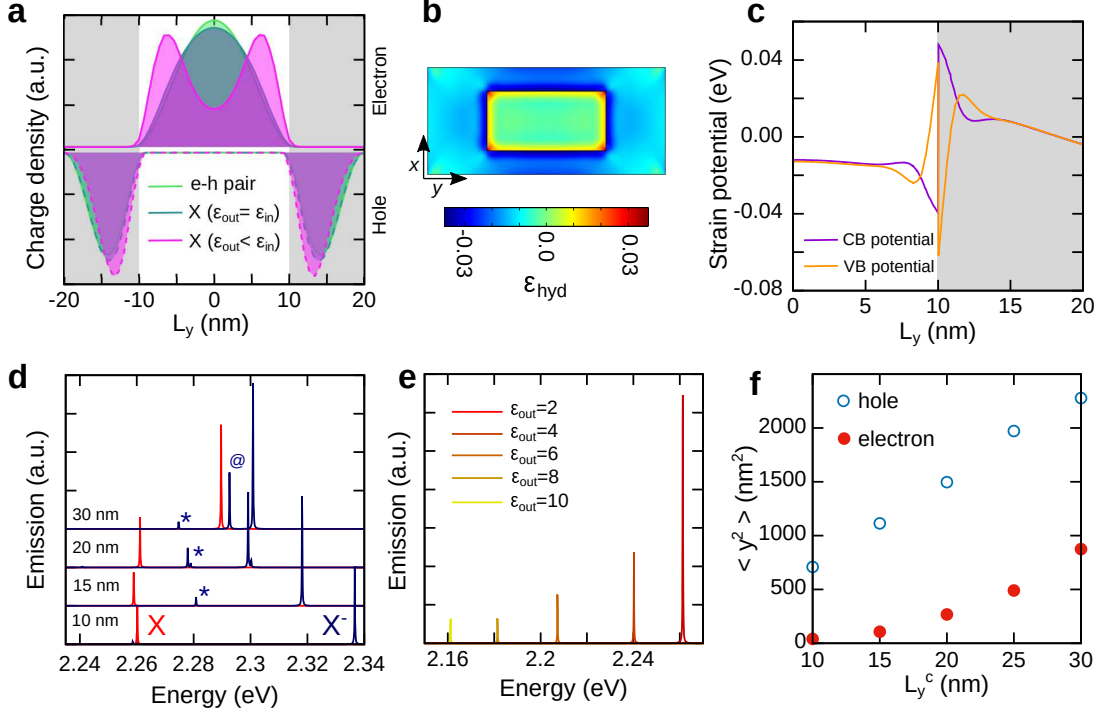 a
Charge density (a.u.)
Electron
Hole
e-h pair
X (εout= εin)
X (εout< εin)
-20 -10 0 10 20
Ly (nm)
b
x
y
-0.03 0.0 0.03
εhyd
c
Strain potential (eV)
0.04
0.00
-0.04
-0.08
CB potential
VB potential
0 5 10 15 20
Ly (nm)
d
Emission (a.u.)
@
30 nm
*
20 nm
*
15 nm
*
10 nm
X
X-
2.24 2.26 2.28 2.3 2.32 2.34
Energy (eV)
e
Emission (a.u.)
εout=2
εout=4
εout=6
εout=8
εout=10
2.16 2.2 2.24
Energy (eV)
f
< y2 > (nm2)
hole
electron
2000
1500
1000
500
0
10 15 20 25 30
Lyc (nm)